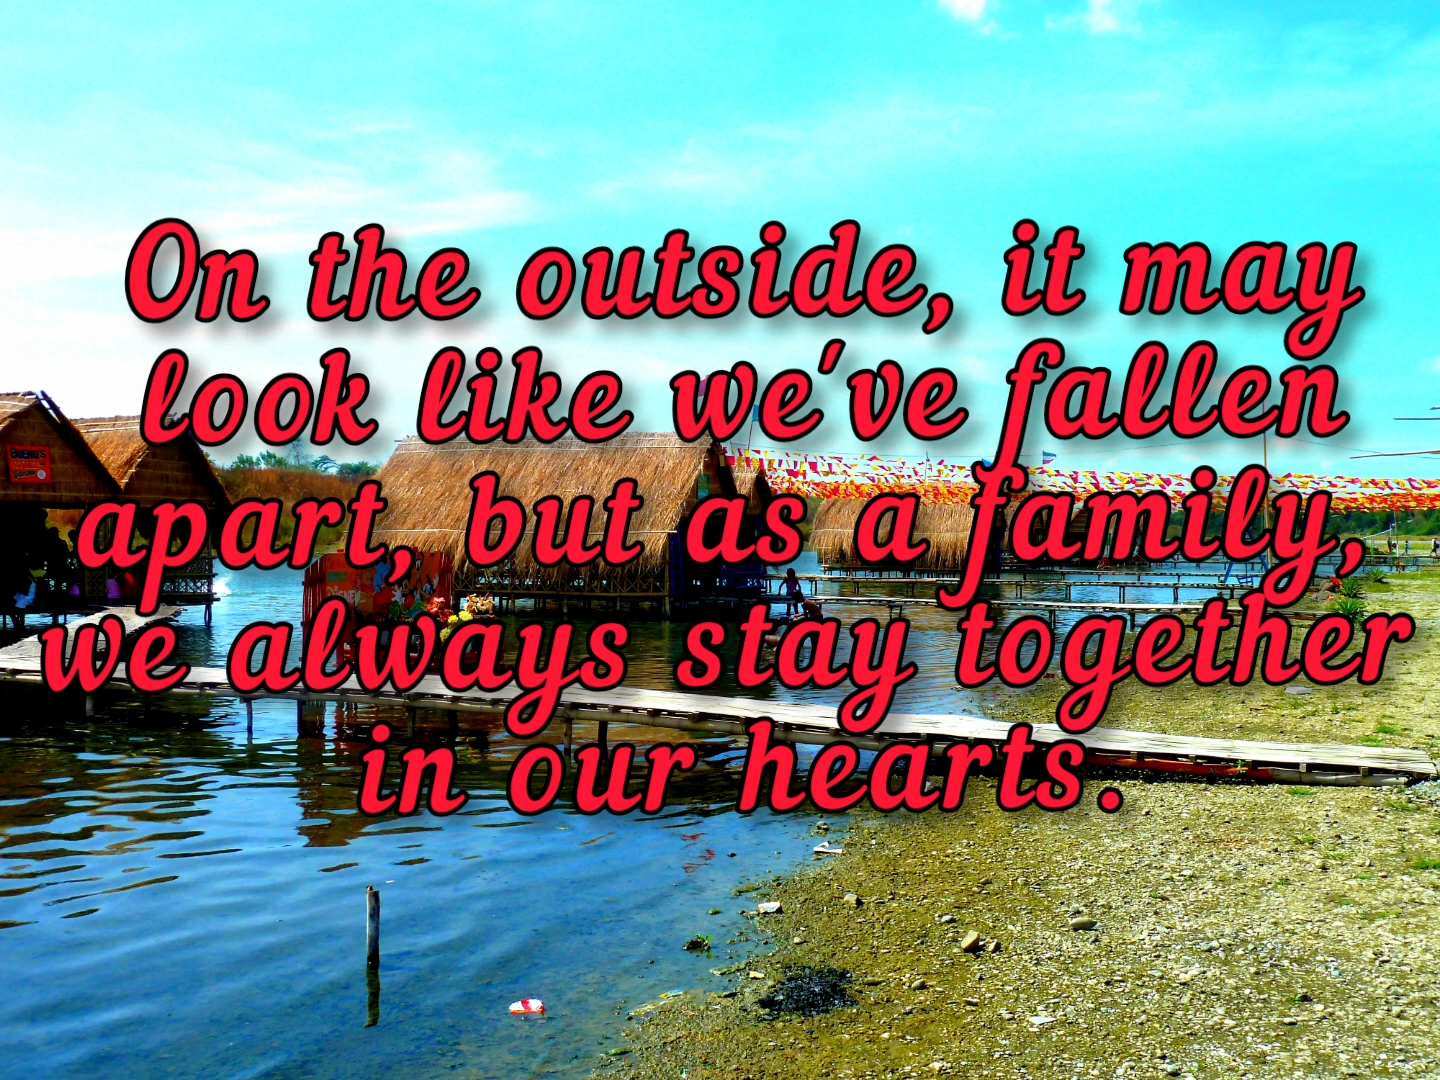 On the outside, it may
look like we've fallen
apart, but as a family,
we always stay together
in our hearts.
BUENO'S